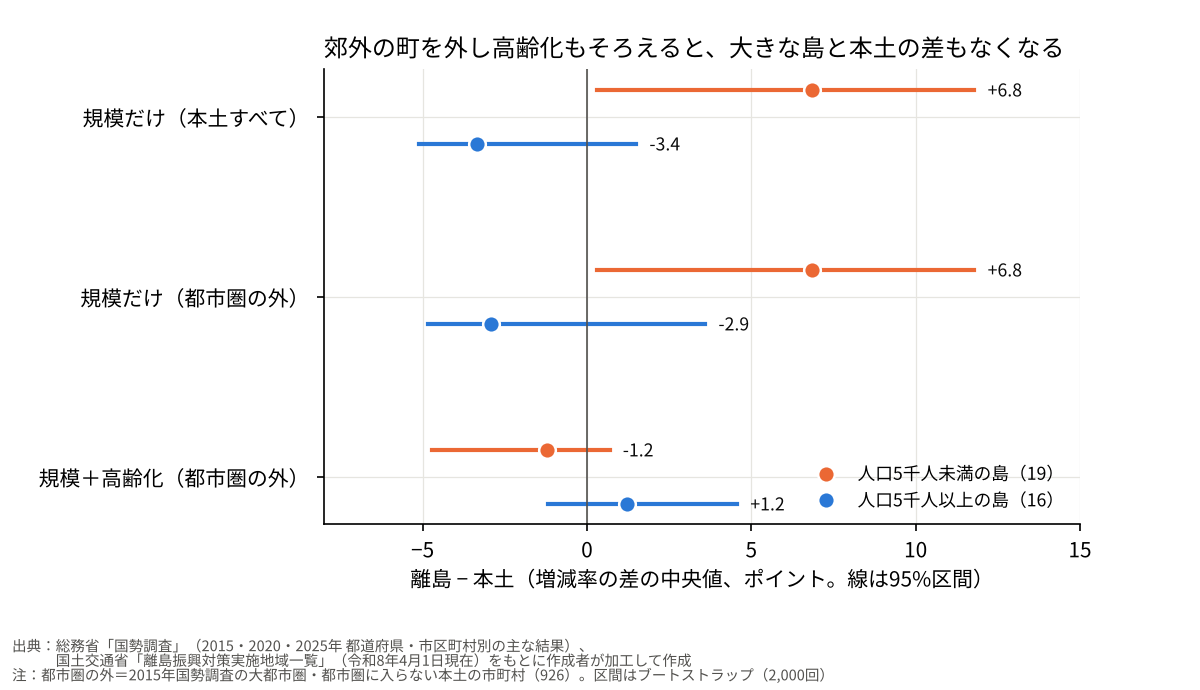 郊外の町を外し高齢化もそろえると、大きな島と本土の差もなくなる
規模だけ（本土すべて）
+6.8
-3.4
規模だけ（都市圏の外）
+6.8
-2.9
規模＋高齢化（都市圏の外）
-1.2
+1.2
人口5千人未満の島（19）
人口5千人以上の島（16）
−5 0 5 10 15
離島 − 本土（増減率の差の中央値、ポイント。線は95%区間）
出典：総務省「国勢調査」（2015・2020・2025年 都道府県・市区町村別の主な結果）、
国土交通省「離島振興対策実施地域一覧」（令和8年4月1日現在）をもとに作成者が加工して作成
注：都市圏の外＝2015年国勢調査の大都市圏・都市圏に入らない本土の市町村（926）。区間はブートストラップ（2,000回）